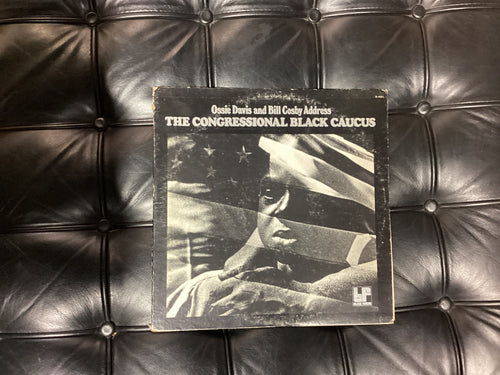 Ossie Davis and Bill Cosby Address
THE CONGRESSIONAL BLACK CAUCUS